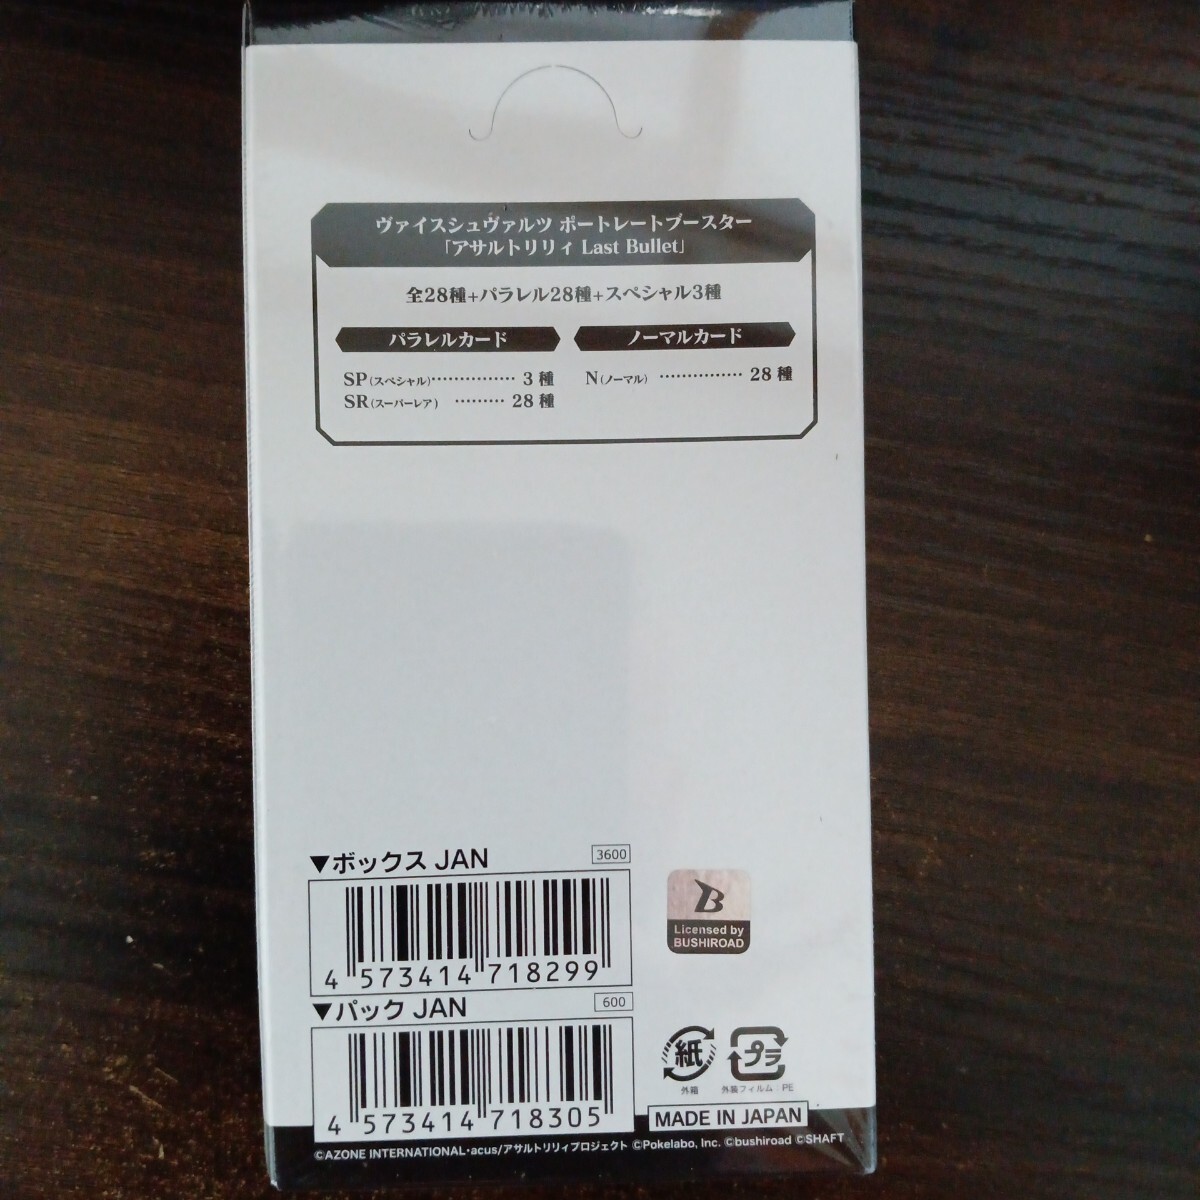 ヴァイスシュヴァルツ ポートレートブースター
「アサルトリリィ Last Bullet」
全28種+パラレル28種+スペシャル3種
パラレルカード
SP(スペシャル)‥‥‥‥‥‥‥ 3 種
SR(スーパーレア) ‥‥‥‥ 28 種
ノーマルカード
N(ノーマル) ‥‥‥‥‥‥‥ 28 種
▼ボックス JAN 3600
4 573414 718299
▼パック JAN 600
4 573414 718305
B
Licensed by
BUSHIROAD
紙
外箱
プラ
外装フィルム:PE
MADE IN JAPAN
©AZONE INTERNATIONAL・acus/アサルトリリィプロジェクト ©Pokelabo, Inc. ©bushiroad ©SHAFT